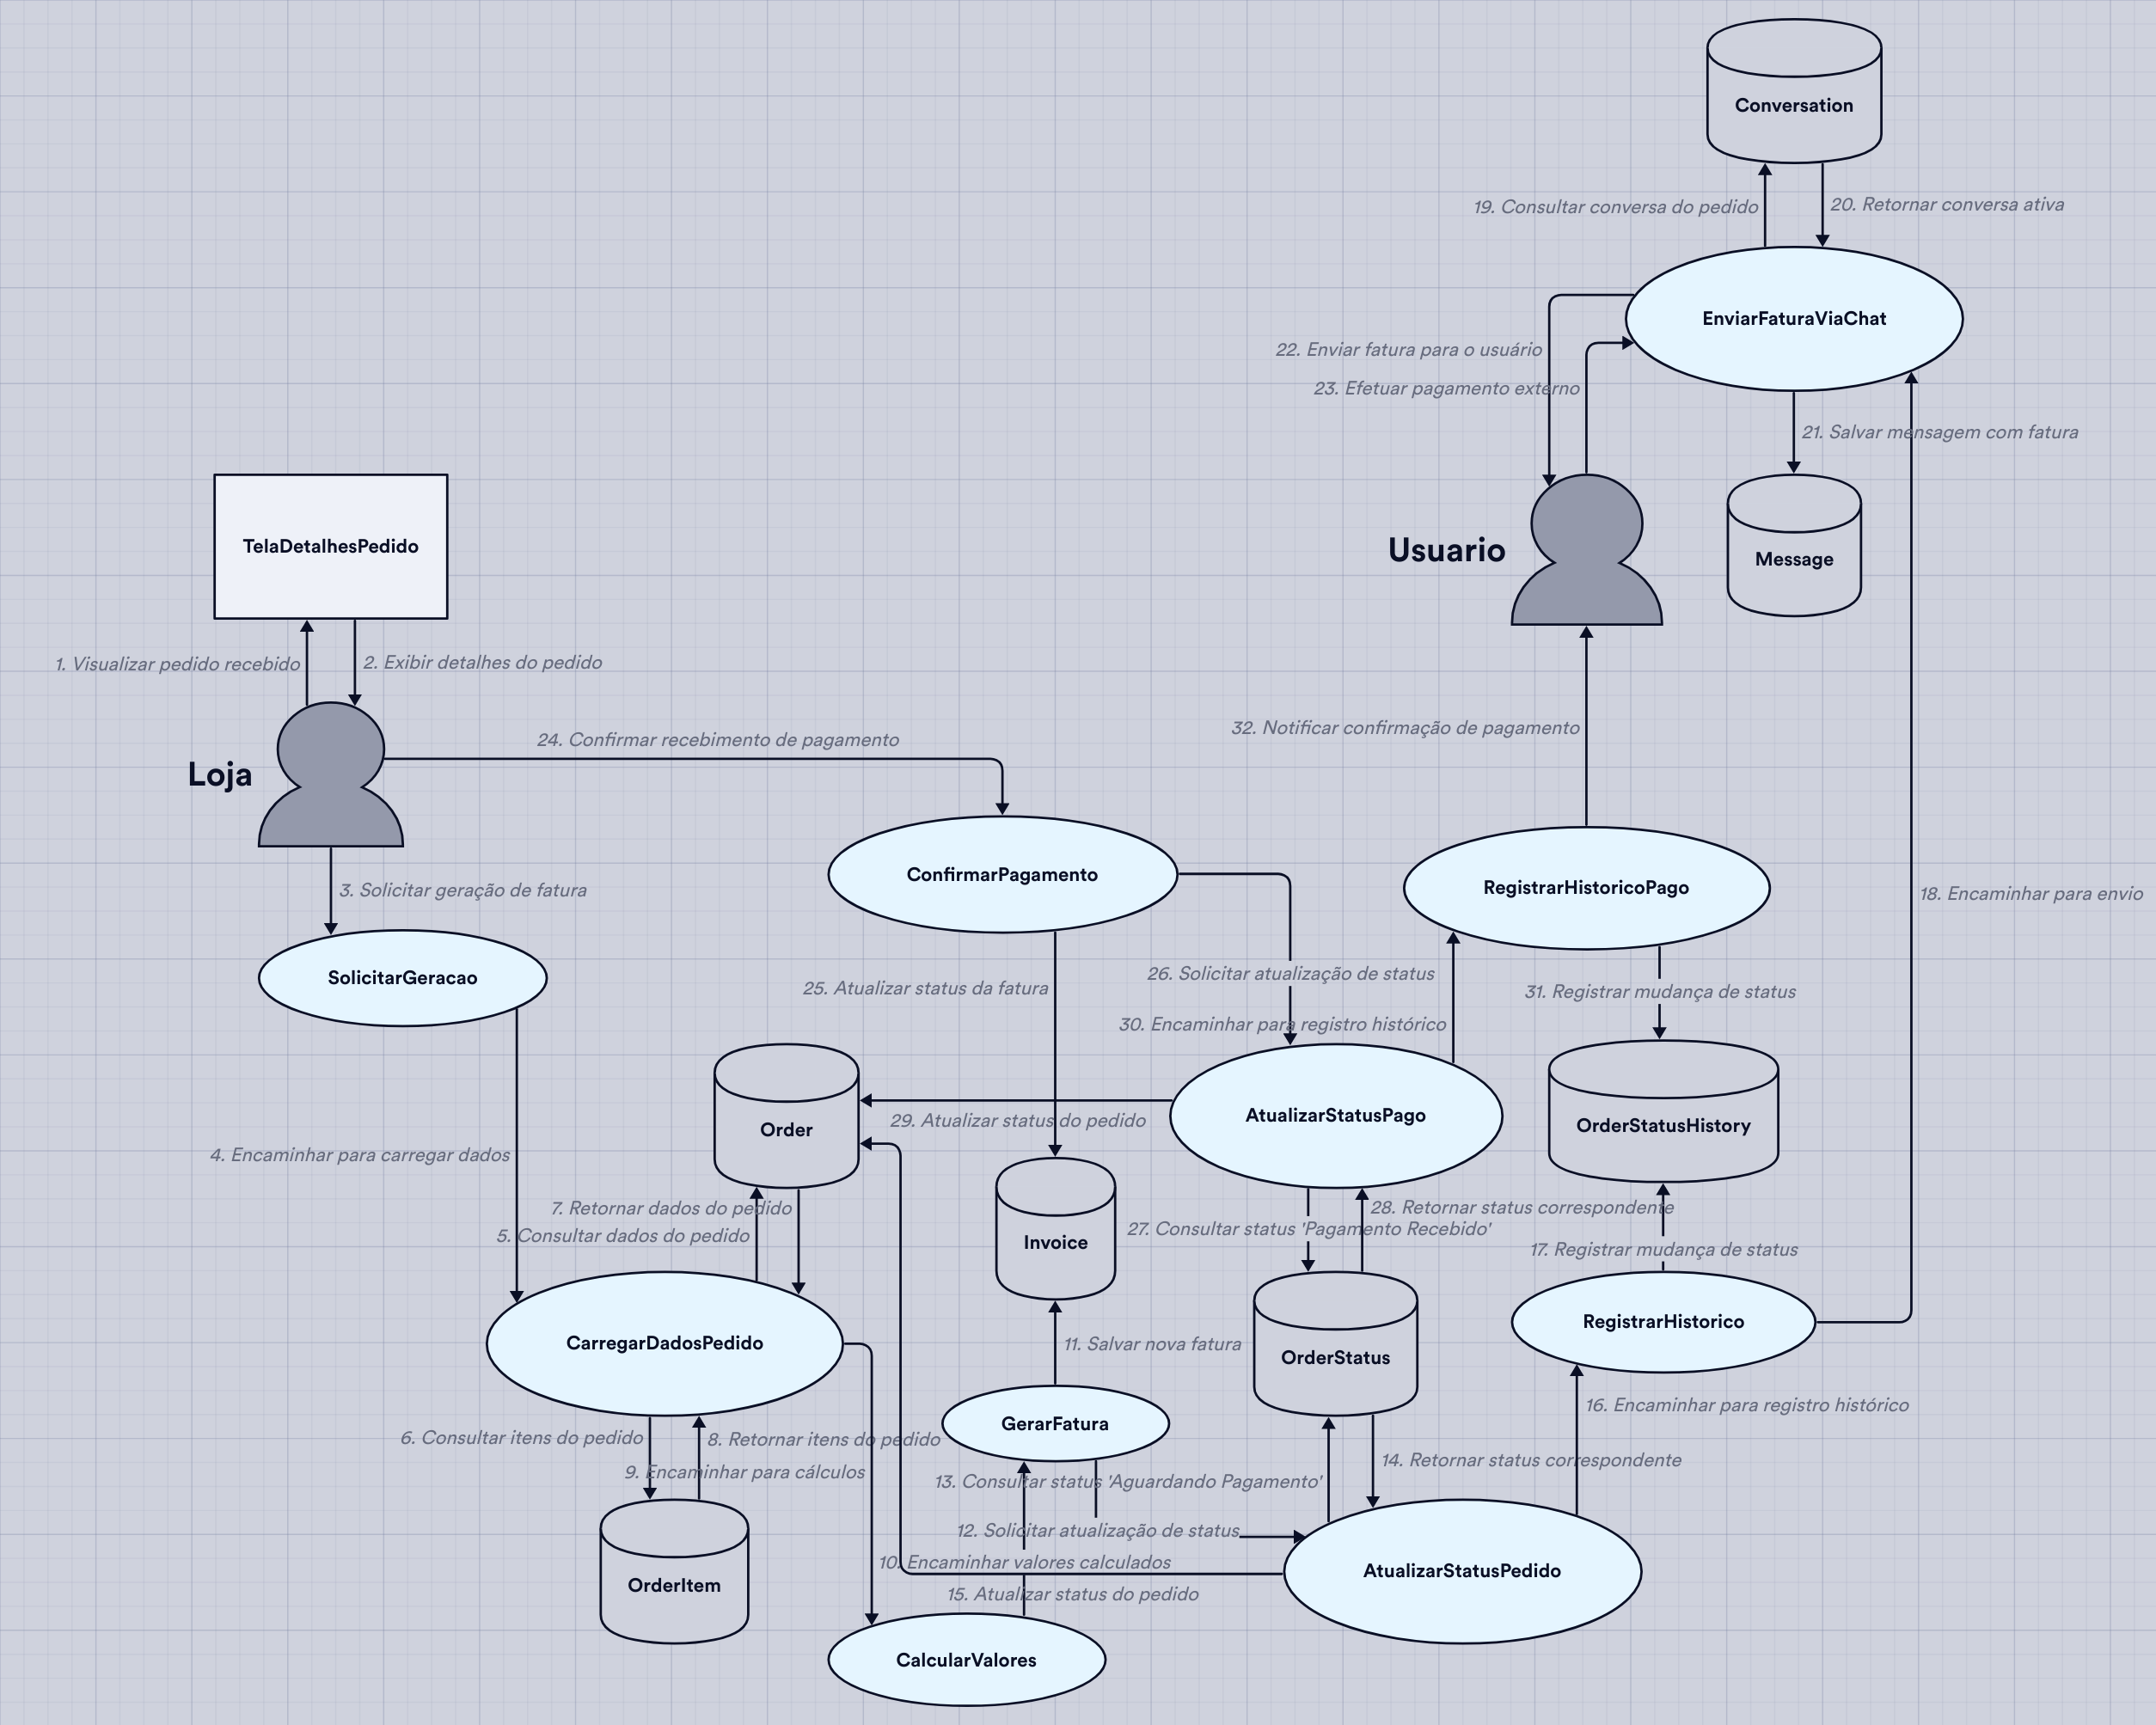 Conversation
19. Consultar conversa do pedido
20. Retornar conversa ativa
EnviarFaturaViaChat
22. Enviar fatura para o usuário
23. Efetuar pagamento externo
21. Salvar mensagem com fatura
TelaDetalhesPedido
Usuario
Message
1. Visualizar pedido recebido
2. Exibir detalhes do pedido
32. Notificar confirmação de pagamento
24. Confirmar recebimento de pagamento
Loja
ConfirmarPagamento
RegistrarHistoricoPago
3. Solicitar geração de fatura
18. Encaminhar para envio
SolicitarGeracao
26. Solicitar atualização de status
25. Atualizar status da fatura
31. Registrar mudança de status
30. Encaminhar para registro histórico
AtualizarStatusPago
29. Atualizar status do pedido
Order
OrderStatusHistory
4. Encaminhar para carregar dados
7. Retornar dados do pedido
28. Retornar status correspondente
5. Consultar dados do pedido
27. Consultar status 'Pagamento Recebido'
Invoice
17. Registrar mudança de status
RegistrarHistorico
CarregarDadosPedido
11. Salvar nova fatura
OrderStatus
16. Encaminhar para registro histórico
GerarFatura
6. Consultar itens do pedido
8. Retornar itens do pedido
14. Retornar status correspondente
9. Encaminhar para cálculos
13. Consultar status 'Aguardando Pagamento'
12. Solicitar atualização de status
10. Encaminhar valores calculados
AtualizarStatusPedido
OrderItem
15. Atualizar status do pedido
CalcularValores